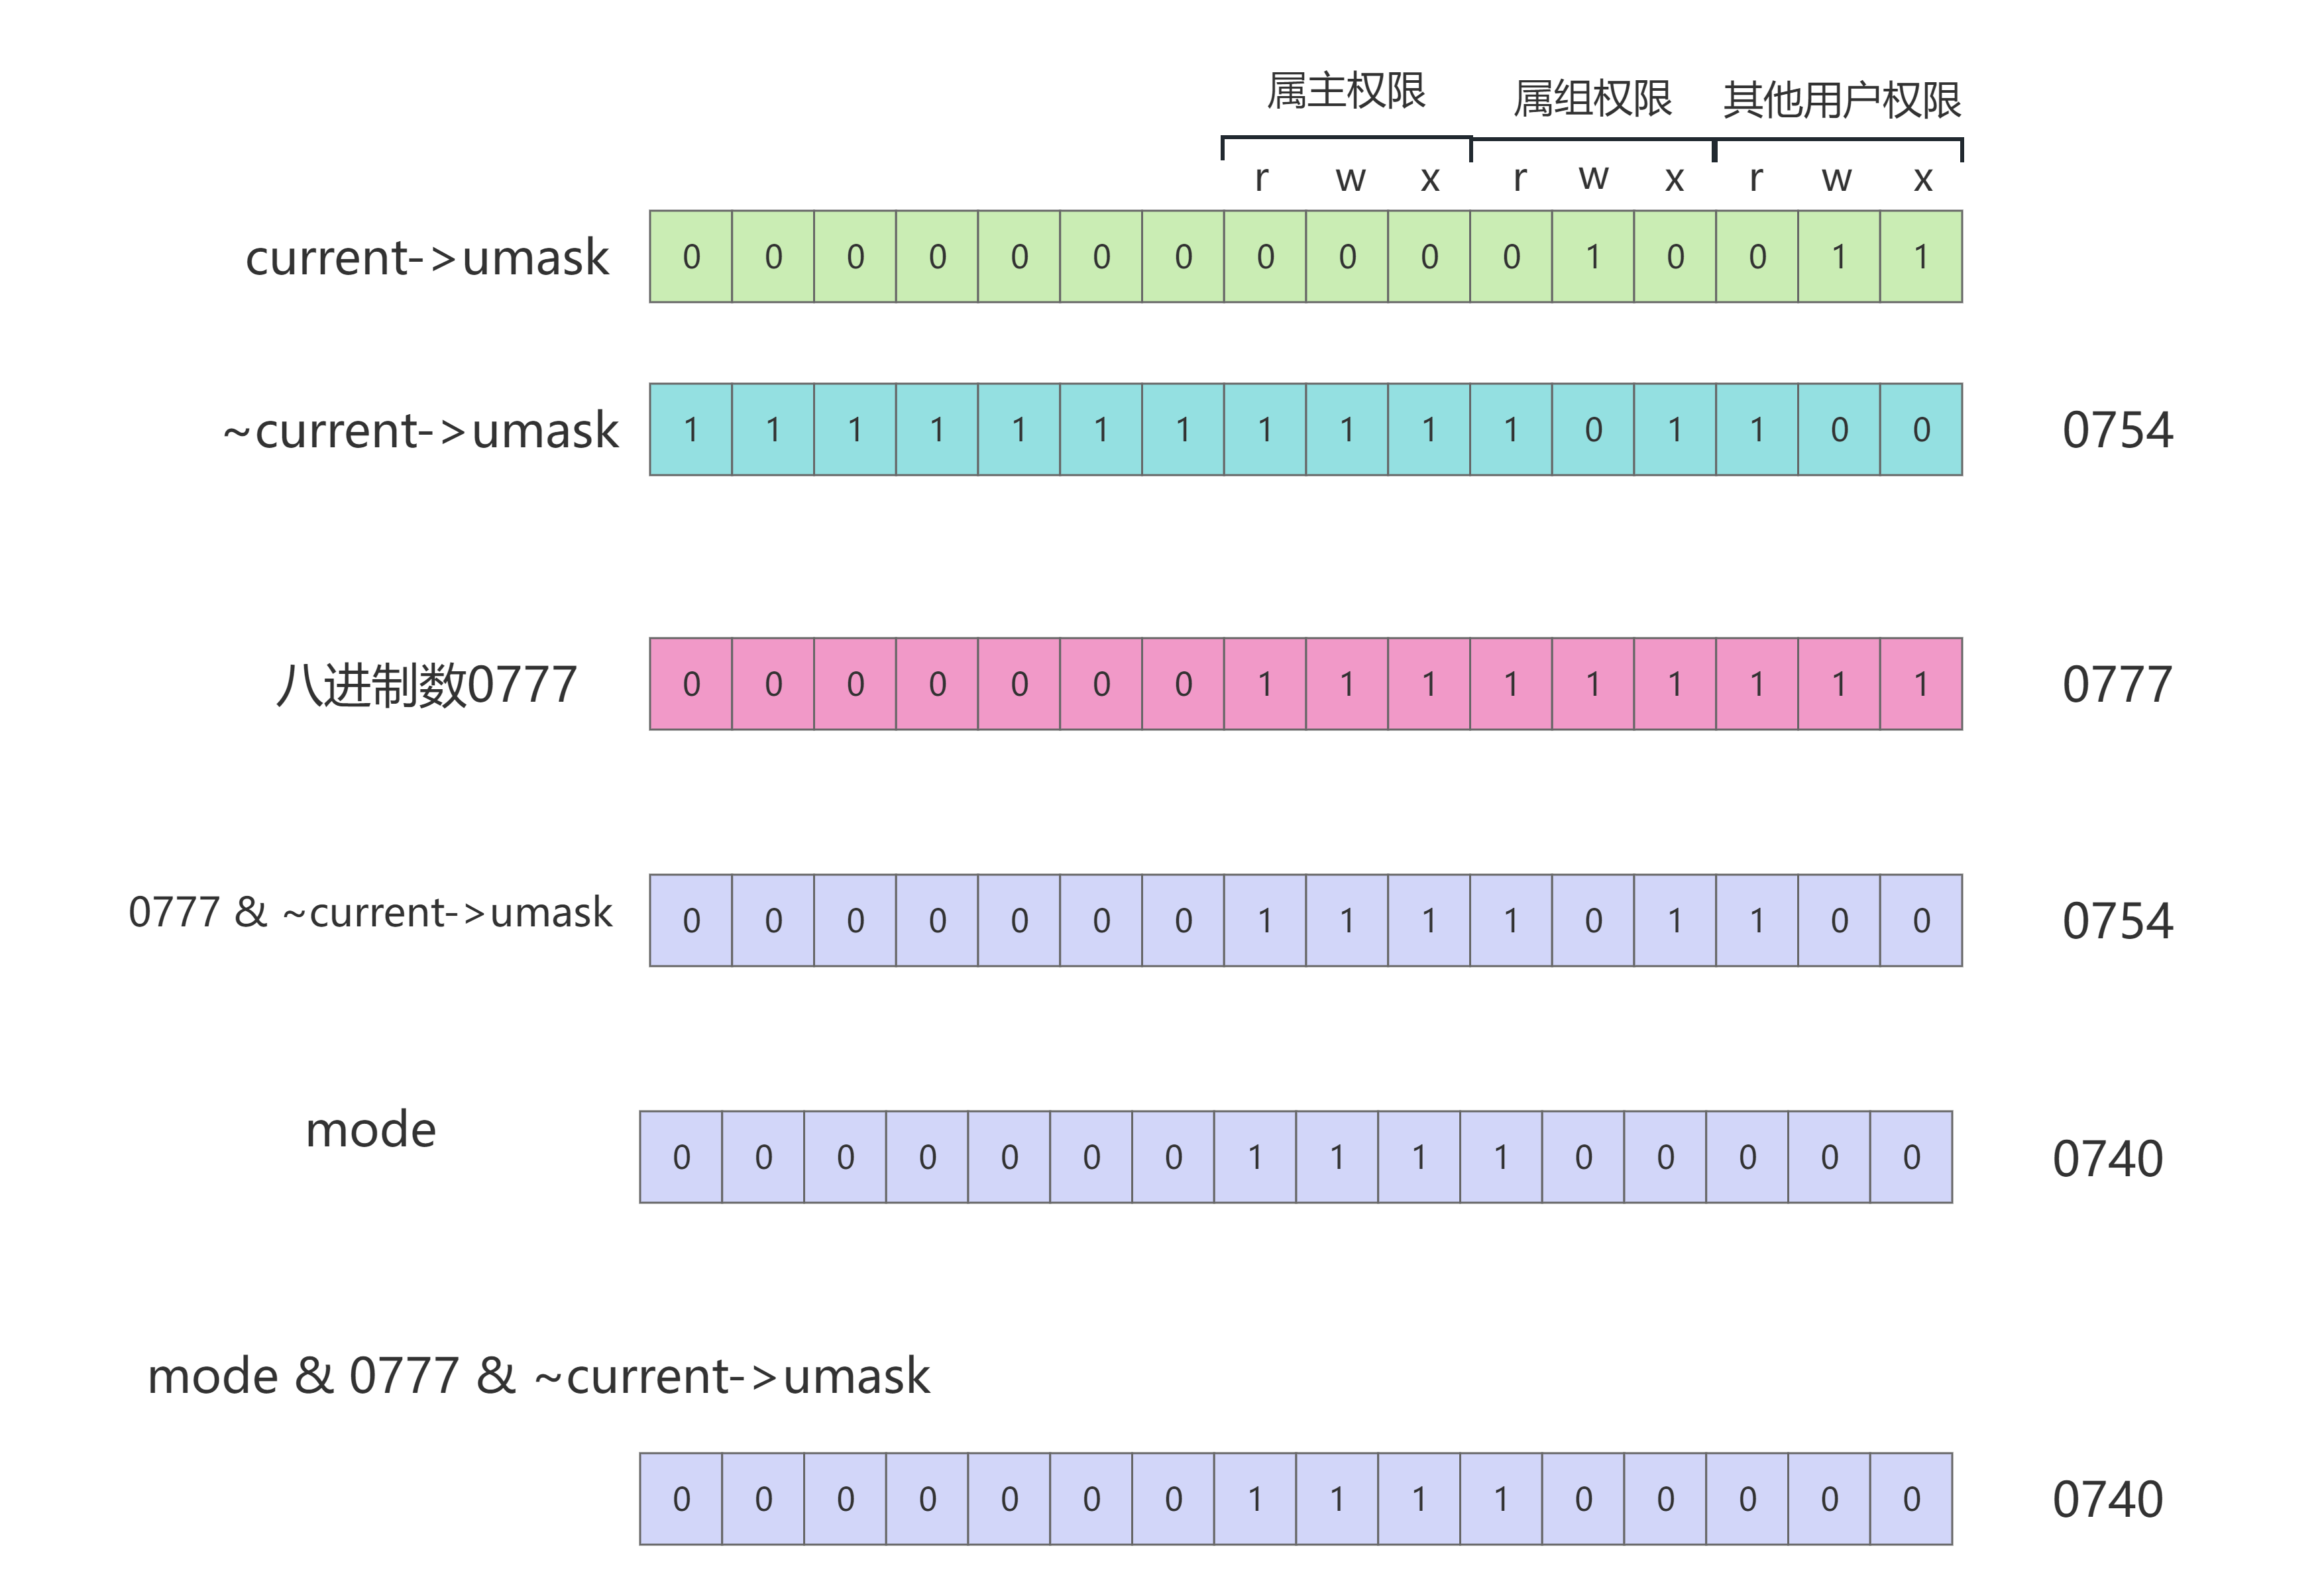 属主权限 属组权限 其他用户权限
r w x r w x r w x
current->umask 0 0 0 0 0 0 0 0 0 0 0 1 0 0 1 1
~current->umask 1 1 1 1 1 1 1 1 1 1 1 0 1 1 0 0 0754
八进制数0777 0 0 0 0 0 0 0 1 1 1 1 1 1 1 1 1 0777
0777 & ~current->umask 0 0 0 0 0 0 0 1 1 1 1 0 1 1 0 0 0754
mode 0 0 0 0 0 0 0 1 1 1 1 0 0 0 0 0 0740
mode & 0777 & ~current->umask
0 0 0 0 0 0 0 1 1 1 1 0 0 0 0 0 0740